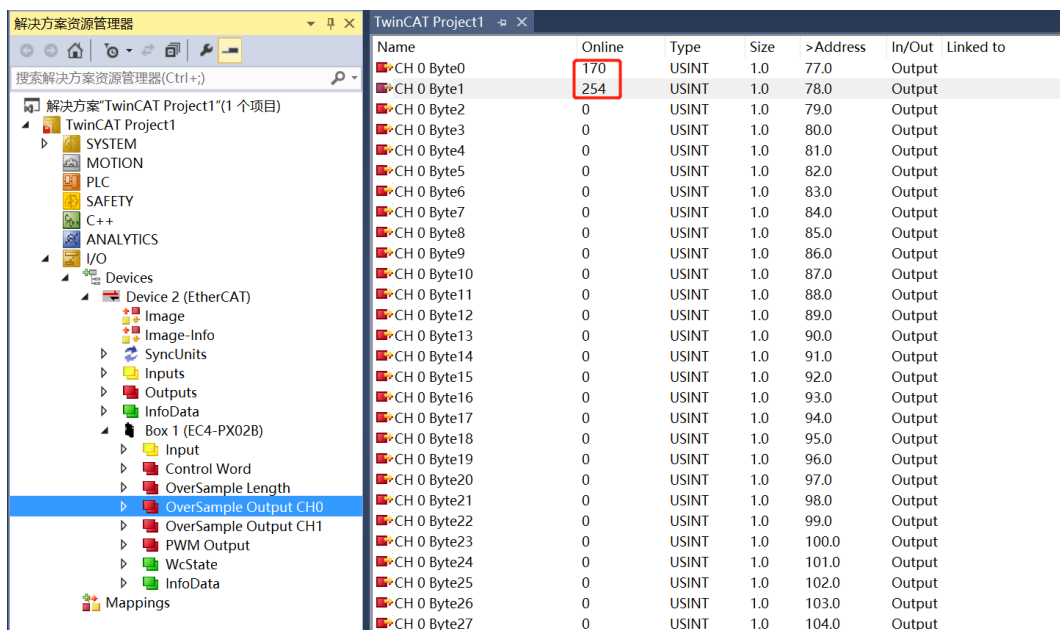 解决方案资源管理器
搜索解决方案资源管理器(Ctrl+;)
解决方案"TwinCAT Project1"(1 个项目)
TwinCAT Project1
SYSTEM
MOTION
PLC
SAFETY
C++
ANALYTICS
I/O
Devices
Device 2 (EtherCAT)
Image
Image-Info
SyncUnits
Inputs
Outputs
InfoData
Box 1 (EC4-PX02B)
Input
Control Word
OverSample Length
OverSample Output CH0
OverSample Output CH1
PWM Output
WcState
InfoData
Mappings
TwinCAT Project1
Name Online Type Size >Address In/Out Linked to
CH 0 Byte0 170 USINT 1.0 77.0 Output
CH 0 Byte1 254 USINT 1.0 78.0 Output
CH 0 Byte2 0 USINT 1.0 79.0 Output
CH 0 Byte3 0 USINT 1.0 80.0 Output
CH 0 Byte4 0 USINT 1.0 81.0 Output
CH 0 Byte5 0 USINT 1.0 82.0 Output
CH 0 Byte6 0 USINT 1.0 83.0 Output
CH 0 Byte7 0 USINT 1.0 84.0 Output
CH 0 Byte8 0 USINT 1.0 85.0 Output
CH 0 Byte9 0 USINT 1.0 86.0 Output
CH 0 Byte10 0 USINT 1.0 87.0 Output
CH 0 Byte11 0 USINT 1.0 88.0 Output
CH 0 Byte12 0 USINT 1.0 89.0 Output
CH 0 Byte13 0 USINT 1.0 90.0 Output
CH 0 Byte14 0 USINT 1.0 91.0 Output
CH 0 Byte15 0 USINT 1.0 92.0 Output
CH 0 Byte16 0 USINT 1.0 93.0 Output
CH 0 Byte17 0 USINT 1.0 94.0 Output
CH 0 Byte18 0 USINT 1.0 95.0 Output
CH 0 Byte19 0 USINT 1.0 96.0 Output
CH 0 Byte20 0 USINT 1.0 97.0 Output
CH 0 Byte21 0 USINT 1.0 98.0 Output
CH 0 Byte22 0 USINT 1.0 99.0 Output
CH 0 Byte23 0 USINT 1.0 100.0 Output
CH 0 Byte24 0 USINT 1.0 101.0 Output
CH 0 Byte25 0 USINT 1.0 102.0 Output
CH 0 Byte26 0 USINT 1.0 103.0 Output
CH 0 Byte27 0 USINT 1.0 104.0 Output